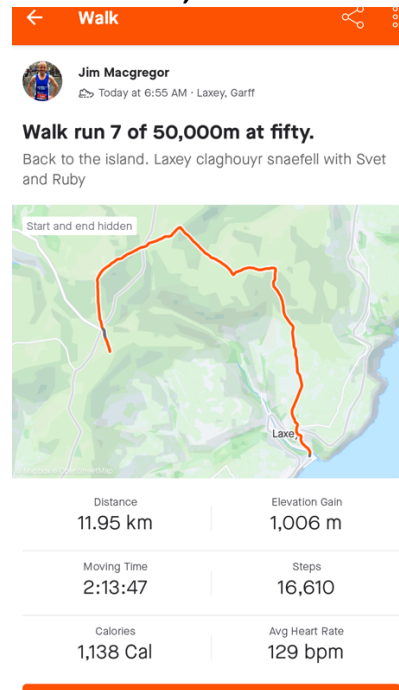 Walk
Jim Macgregor
Today at 6:55 AM · Laxey, Garff
Walk run 7 of 50,000m at fifty.
Back to the island. Laxey claghouyr snaefell with Svet
and Ruby
Start and end hidden
Laxey
Distance
11.95 km
Elevation Gain
1,006 m
Moving Time
2:13:47
Steps
16,610
Calories
1,138 Cal
Avg Heart Rate
129 bpm